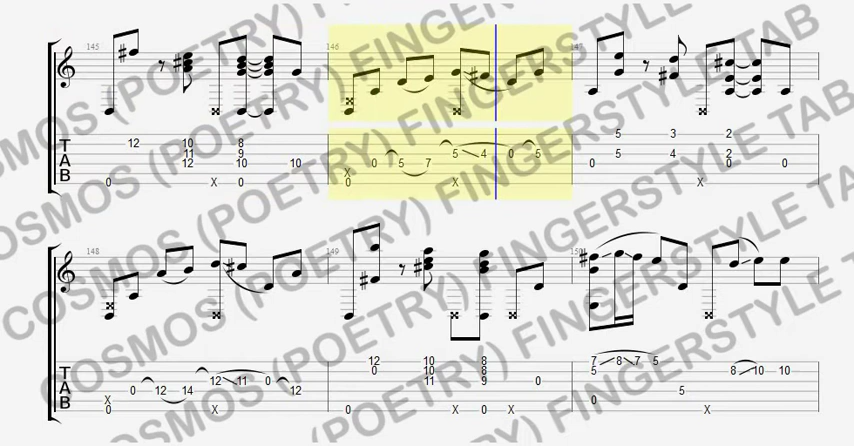 COSMOS (POETRY) FINGERSTYLE TAB
145 146 147
T
A
B
12 10 8 5 4 5 3 2
11 9 0 5 7 0 5 5 4 2
12 10 10 X 0 0 0
0 X 0 0 X X
148 149 150
T
A
B
12 10 8 7 8 7 5
12 11 0 0 10 8 5 8 10 10
0 12 14 12 11 9 0 5
X 0
0 X 0 X 0 X X